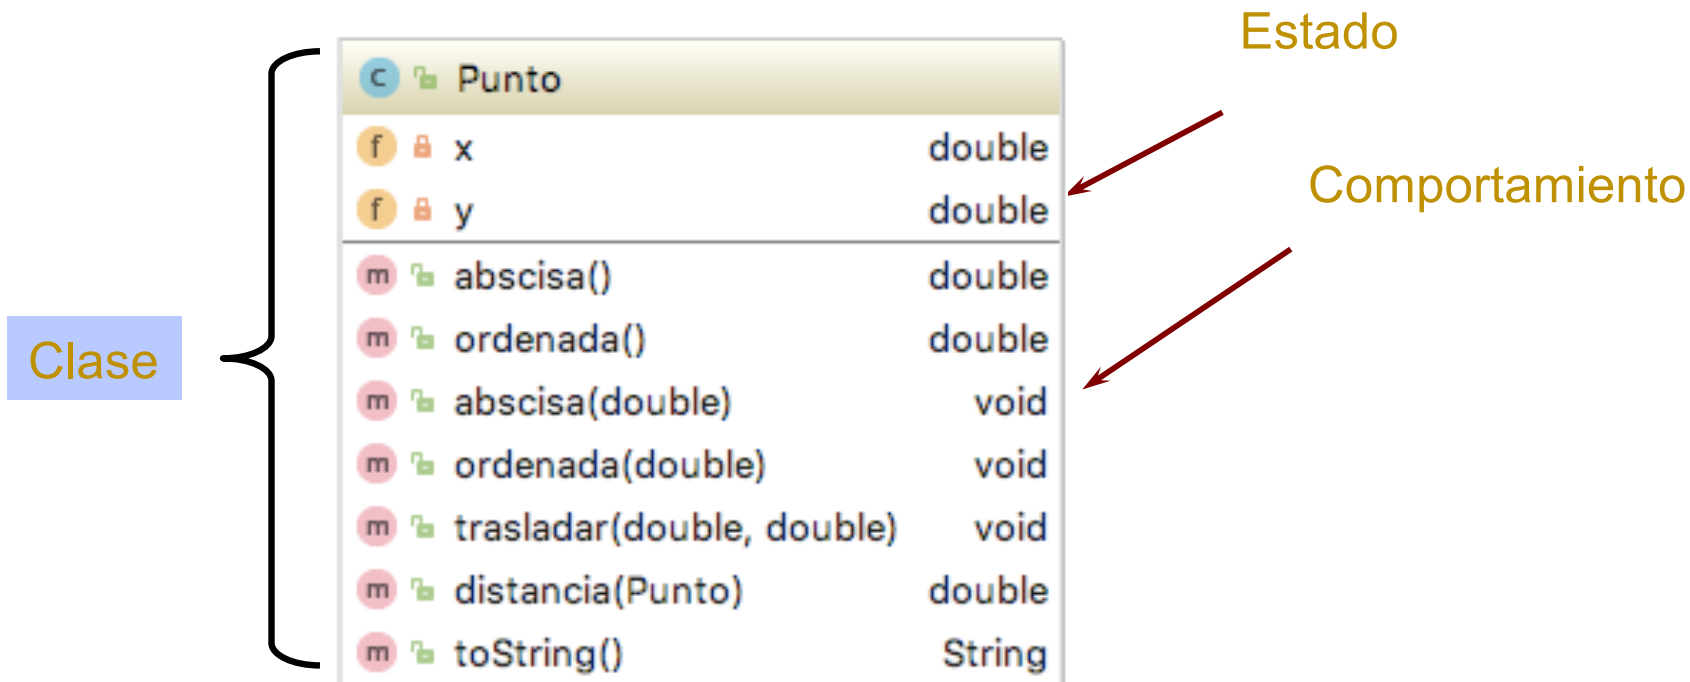 Estado
C Punto
f x double
Comportamiento
f y double
m abscisa() double
m ordenada() double
Clase
m abscisa(double) void
m ordenada(double) void
m trasladar(double, double) void
m distancia(Punto) double
m toString() String